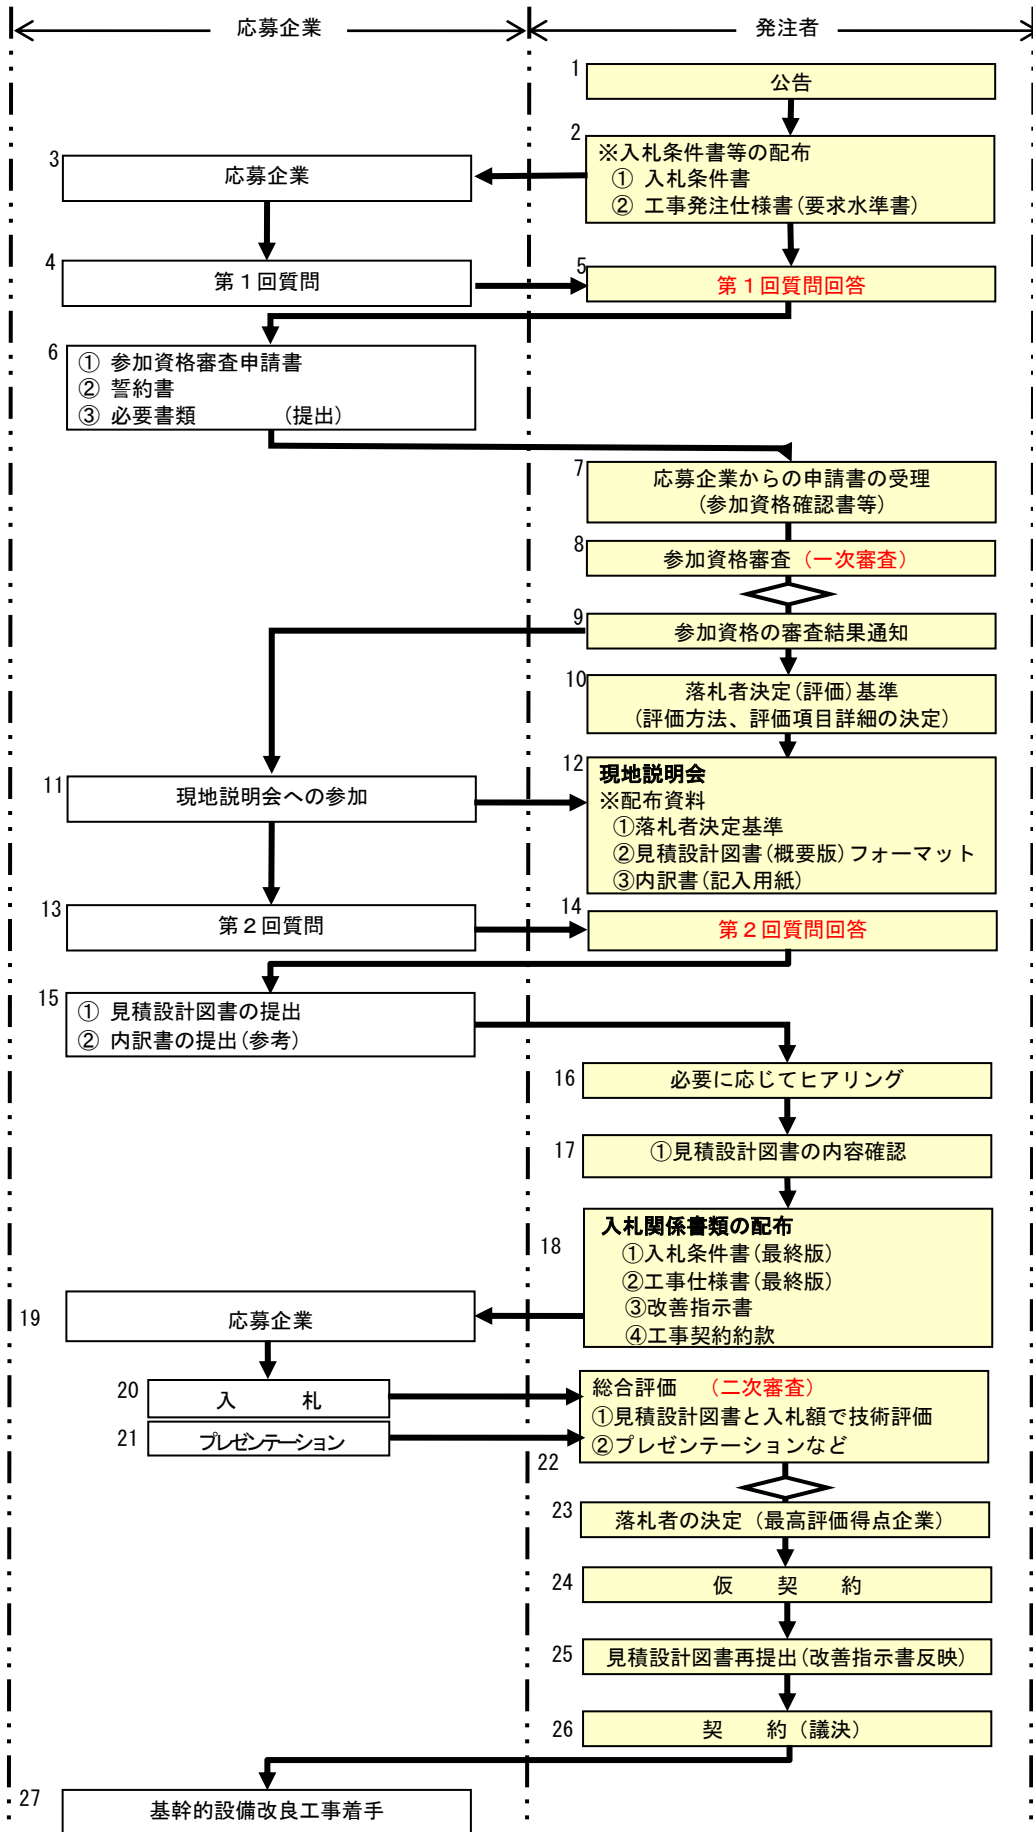 応募企業
発注者
1
公告
2
※入札条件書等の配布
① 入札条件書
② 工事発注仕様書(要求水準書)
3
応募企業
4
第1回質問
5
第1回質問回答
6
① 参加資格審査申請書
② 誓約書
③ 必要書類 (提出)
7
応募企業からの申請書の受理
(参加資格確認書等)
8
参加資格審査(一次審査)
9
参加資格の審査結果通知
10
落札者決定(評価)基準
(評価方法、評価項目詳細の決定)
11
現地説明会への参加
12
現地説明会
※配布資料
①落札者決定基準
②見積設計図書(概要版)フォーマット
③内訳書(記入用紙)
13
第2回質問
14
第2回質問回答
15
① 見積設計図書の提出
② 内訳書の提出(参考)
16
必要に応じてヒアリング
17
①見積設計図書の内容確認
18
入札関係書類の配布
①入札条件書(最終版)
②工事仕様書(最終版)
③改善指示書
④工事契約約款
19
応募企業
20
入 札
21
プレゼンテーション
22
総合評価 (二次審査)
①見積設計図書と入札額で技術評価
②プレゼンテーションなど
23
落札者の決定(最高評価得点企業)
24
仮 契 約
25
見積設計図書再提出(改善指示書反映)
26
契 約(議決)
27
基幹的設備改良工事着手